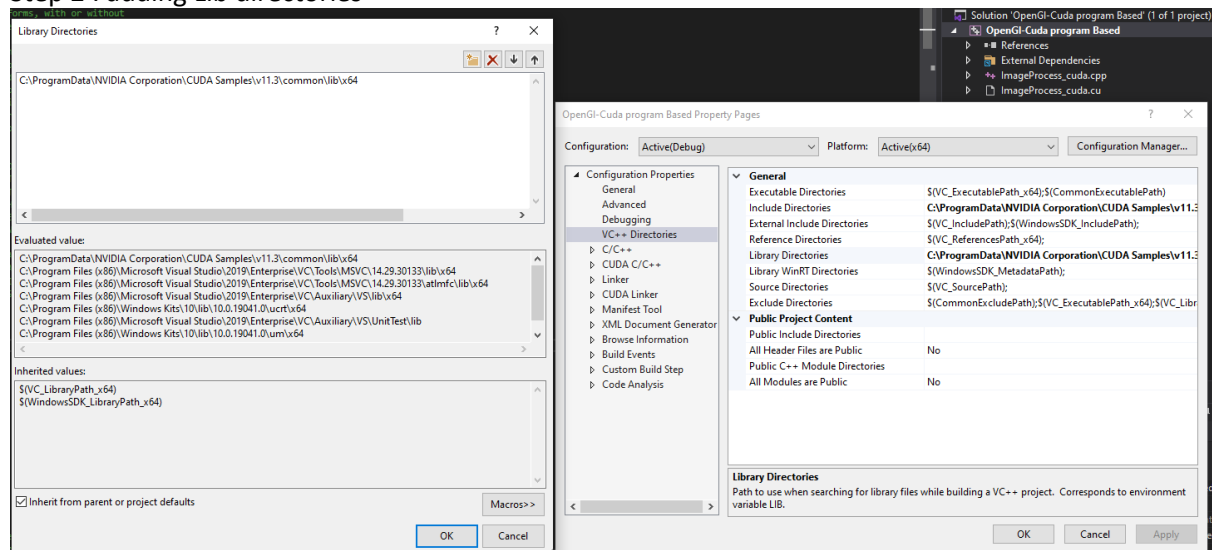 Library Directories
? ×
C:\ProgramData\NVIDIA Corporation\CUDA Samples\v11.3\common\lib\x64
Evaluated value:
C:\ProgramData\NVIDIA Corporation\CUDA Samples\v11.3\common\lib\x64
C:\Program Files (x86)\Microsoft Visual Studio\2019\Enterprise\VC\Tools\MSVC\14.29.30133\lib\x64
C:\Program Files (x86)\Microsoft Visual Studio\2019\Enterprise\VC\Tools\MSVC\14.29.30133\atlmfc\lib\x64
C:\Program Files (x86)\Microsoft Visual Studio\2019\Enterprise\VC\Auxiliary\VS\lib\x64
C:\Program Files (x86)\Windows Kits\10\lib\10.0.19041.0\ucrt\x64
C:\Program Files (x86)\Microsoft Visual Studio\2019\Enterprise\VC\Auxiliary\VS\UnitTest\lib
C:\Program Files (x86)\Windows Kits\10\lib\10.0.19041.0\um\x64
Inherited values:
$(VC_LibraryPath_x64)
$(WindowsSDK_LibraryPath_x64)
Inherit from parent or project defaults
Macros>>
OK Cancel
Solution 'OpenGl-Cuda program Based' (1 of 1 project)
OpenGl-Cuda program Based
References
External Dependencies
ImageProcess_cuda.cpp
ImageProcess_cuda.cu
OpenGl-Cuda program Based Property Pages ? ×
Configuration: Active(Debug) Platform: Active(x64) Configuration Manager...
Configuration Properties
General
Advanced
Debugging
VC++ Directories
C/C++
CUDA C/C++
Linker
CUDA Linker
Manifest Tool
XML Document Generator
Browse Information
Build Events
Custom Build Step
Code Analysis
General
Executable Directories $(VC_ExecutablePath_x64);$(CommonExecutablePath)
Include Directories C:\ProgramData\NVIDIA Corporation\CUDA Samples\v11.3
External Include Directories $(VC_IncludePath);$(WindowsSDK_IncludePath);
Reference Directories $(VC_ReferencesPath_x64);
Library Directories C:\ProgramData\NVIDIA Corporation\CUDA Samples\v11.3
Library WinRT Directories $(WindowsSDK_MetadataPath);
Source Directories $(VC_SourcePath);
Exclude Directories $(CommonExcludePath);$(VC_ExecutablePath_x64);$(VC_Libr
Public Project Content
Public Include Directories
All Header Files are Public No
Public C++ Module Directories
All Modules are Public No
Library Directories
Path to use when searching for library files while building a VC++ project. Corresponds to environment
variable LIB.
OK Cancel Apply